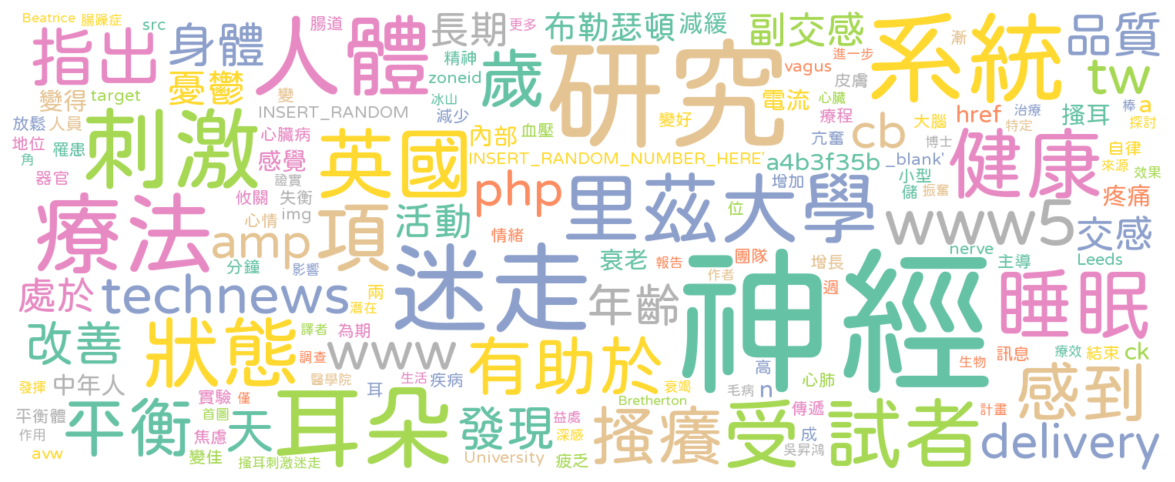 Beatrice 腸躁症 src 腸道 長期 更多 布勒瑟頓 減緩 副交感 漸 系統 品質
指出 身體 人體 精神 zoneid 歲 研究 vagus 進一步 皮膚 tw
憂鬱 變得 target 變 INSERT_RANDOM 冰山 減少 變好 電流 心臟 療程 href 治療 搔耳 棒 a
放鬆 人員 刺激 心臟病 英國 內部 血壓 亢奮 cb 大腦 特定 探討
地位 角 罹患 感覺 證實 INSERT_RANDOM_NUMBER_HERE' a4b3f35b _blank' 博士 健康 自律 來源 效果
器官 攸關 失衡 img php 里茲大學 增加 小型 儲 振奮 疼痛
療法 心情 amp 項 活動 情緒 位 www5 交感
分鐘 影響 迷走 衰老 報告 團隊 作者 增長 nerve 主導 Leeds
處於 technews 兩 潛在 年齡 神經 週 睡眠
改善 狀態 譯者 為期 調查 www 有助於 高 生物 訊息 療效 結束 ck
發揮 中年人 實驗 醫學院 耳 生活 疾病 衰竭 n 心肺 感到
平衡體 作用 平衡 首圖 僅 天 耳朵 發現 益處 Bretherton 毛病 搔癢 受試者 傳遞 成 計畫
avw 焦慮 變佳 搔耳刺激迷走 University 深感 疲乏 吳昇鴻 delivery